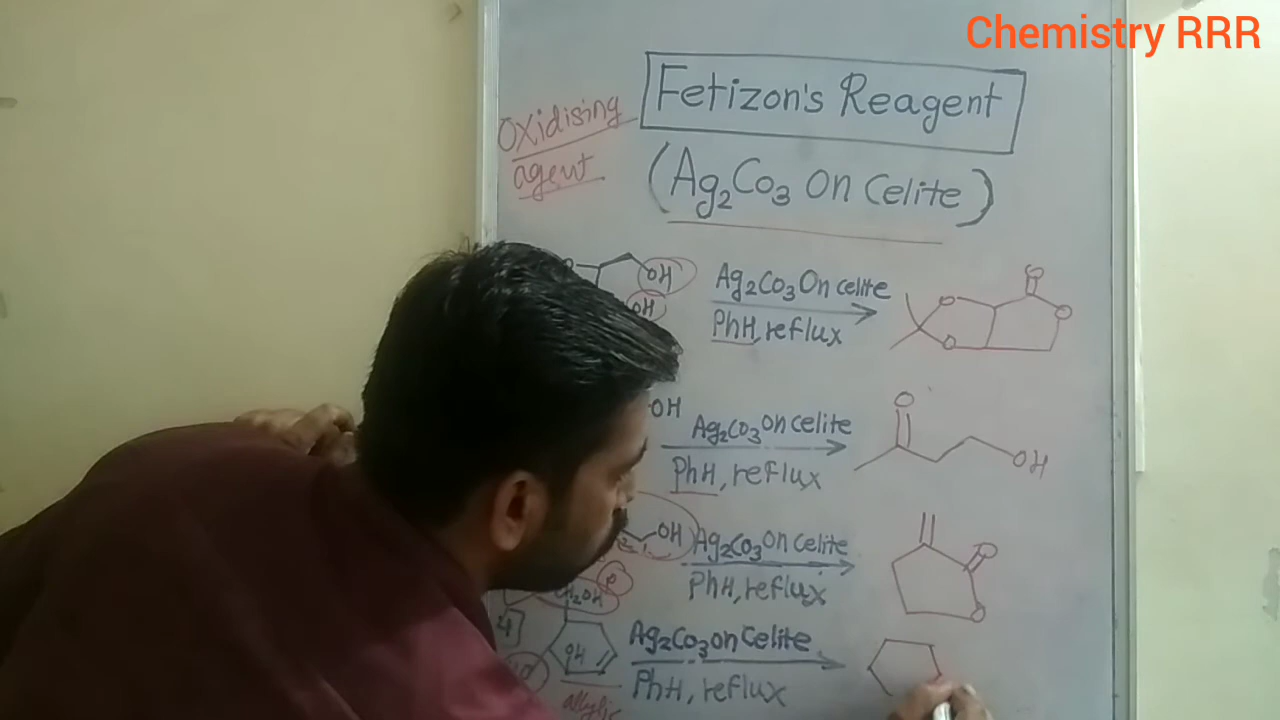 Chemistry RRR
Fetizon's Reagent
Oxidising
agent
(Ag2Co3 on Celite)
OH
OH
Ag2Co3 On celite
PhH, reflux
O
O
O
O
OH
Ag2Co3 on celite
PhH, reflux
O
OH
OH
Ag2Co3 on celite
PhH, reflux
O
O
CH2OH
OH
Ag2Co3 on Celite
PhH, reflux
allylic